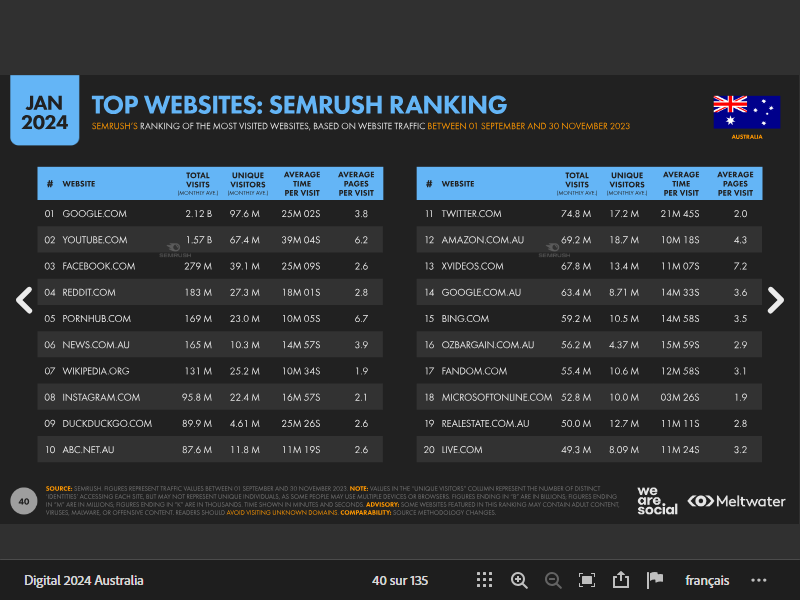 JAN
2024
TOP WEBSITES: SEMRUSH RANKING
SEMRUSH'S RANKING OF THE MOST VISITED WEBSITES, BASED ON WEBSITE TRAFFIC BETWEEN 01 SEPTEMBER AND 30 NOVEMBER 2023
AUSTRALIA
# WEBSITE TOTAL VISITS (MONTHLY AVE.) UNIQUE VISITORS (MONTHLY AVE.) AVERAGE TIME PER VISIT AVERAGE PAGES PER VISIT
01 GOOGLE.COM 2.12 B 97.6 M 25M 02S 3.8
02 YOUTUBE.COM 1.57 B 67.4 M 39M 04S 6.2
SEMRUSH
03 FACEBOOK.COM 279 M 39.1 M 25M 09S 2.6
04 REDDIT.COM 183 M 27.3 M 18M 01S 2.8
05 PORNHUB.COM 169 M 23.0 M 10M 05S 6.7
06 NEWS.COM.AU 165 M 10.3 M 14M 57S 3.9
07 WIKIPEDIA.ORG 131 M 25.2 M 10M 34S 1.9
08 INSTAGRAM.COM 95.8 M 22.4 M 16M 57S 2.1
09 DUCKDUCKGO.COM 89.9 M 4.61 M 25M 26S 2.6
10 ABC.NET.AU 87.6 M 11.8 M 11M 19S 2.6
# WEBSITE TOTAL VISITS (MONTHLY AVE.) UNIQUE VISITORS (MONTHLY AVE.) AVERAGE TIME PER VISIT AVERAGE PAGES PER VISIT
11 TWITTER.COM 74.8 M 17.2 M 21M 45S 2.0
12 AMAZON.COM.AU 69.2 M 18.7 M 10M 18S 4.3
SEMRUSH
13 XVIDEOS.COM 67.8 M 13.4 M 11M 07S 7.2
14 GOOGLE.COM.AU 63.4 M 8.71 M 14M 33S 3.6
15 BING.COM 59.2 M 10.5 M 14M 58S 3.5
16 OZBARGAIN.COM.AU 56.2 M 4.37 M 15M 59S 2.9
17 FANDOM.COM 55.4 M 10.6 M 12M 58S 3.1
18 MICROSOFTONLINE.COM 52.8 M 10.0 M 03M 26S 1.9
19 REALESTATE.COM.AU 50.0 M 12.7 M 11M 11S 2.8
20 LIVE.COM 49.3 M 8.09 M 11M 24S 3.2
40
SOURCE: SEMRUSH. FIGURES REPRESENT TRAFFIC VALUES BETWEEN 01 SEPTEMBER AND 30 NOVEMBER 2023. NOTE: VALUES IN THE "UNIQUE VISITORS" COLUMN REPRESENT THE NUMBER OF DISTINCT
'IDENTITIES' ACCESSING EACH SITE, BUT MAY NOT REPRESENT UNIQUE INDIVIDUALS, AS SOME PEOPLE MAY USE MULTIPLE DEVICES OR BROWSERS. FIGURES ENDING IN "B" ARE IN BILLIONS, FIGURES ENDING
IN "M" ARE IN MILLIONS, FIGURES ENDING IN "K" ARE IN THOUSANDS. TIME SHOWN IN MINUTES AND SECONDS. ADVISORY: SOME WEBSITES FEATURED IN THIS RANKING MAY CONTAIN ADULT CONTENT,
VIRUSES, MALWARE, OR OFFENSIVE CONTENT. READERS SHOULD AVOID VISITING UNKNOWN DOMAINS. COMPARABILITY: SOURCE METHODOLOGY CHANGES.
we
are.
social
Meltwater
Digital 2024 Australia
40 sur 135
français